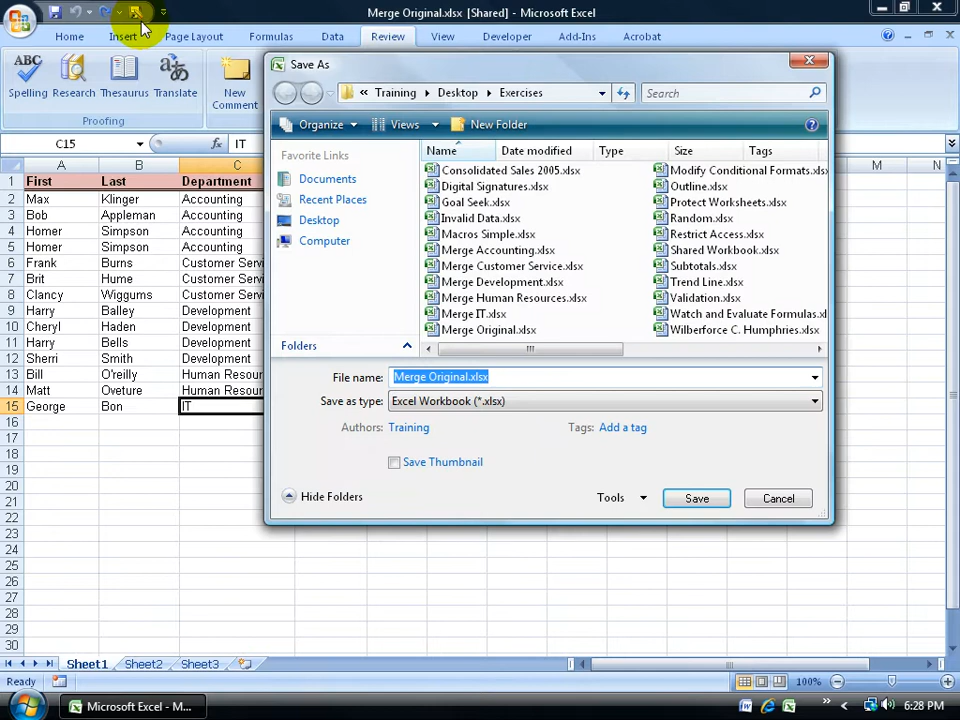 Merge Original.xlsx [Shared] - Microsoft Excel
Home Insert Page Layout Formulas Data Review View Developer Add-Ins Acrobat
ABC
Spelling Research Thesaurus Translate New Comment
Proofing
C15 fx IT
A B C M N
1 First Last Department
2 Max Klinger Accounting
3 Bob Appleman Accounting
4 Homer Simpson Accounting
5 Homer Simpson Accounting
6 Frank Burns Customer Servi
7 Brit Hume Customer Servi
8 Clancy Wiggums Customer Servi
9 Harry Balley Development
10 Cheryl Haden Development
11 Harry Bells Development
12 Sherri Smith Development
13 Bill O'reilly Human Resour
14 Matt Oveture Human Resour
15 George Bon IT
16
17
18
19
20
21
22
23
24
25
26
27
28
29
30
Save As
« Training Desktop Exercises Search
Organize Views New Folder
Favorite Links
Documents
Recent Places
Desktop
Computer
Folders
Name Date modified Type Size Tags
Consolidated Sales 2005.xlsx Modify Conditional Formats.xlsx
Digital Signatures.xlsx Outline.xlsx
Goal Seek.xlsx Protect Worksheets.xlsx
Invalid Data.xlsx Random.xlsx
Macros Simple.xlsx Restrict Access.xlsx
Merge Accounting.xlsx Shared Workbook.xlsx
Merge Customer Service.xlsx Subtotals.xlsx
Merge Development.xlsx Trend Line.xlsx
Merge Human Resources.xlsx Validation.xlsx
Merge IT.xlsx Watch and Evaluate Formulas.xl
Merge Original.xlsx Wilberforce C. Humphries.xlsx
File name: Merge Original.xlsx
Save as type: Excel Workbook (*.xlsx)
Authors: Training Tags: Add a tag
Save Thumbnail
Hide Folders Tools Save Cancel
Sheet1 Sheet2 Sheet3
Ready 100%
Microsoft Excel - M... 6:28 PM